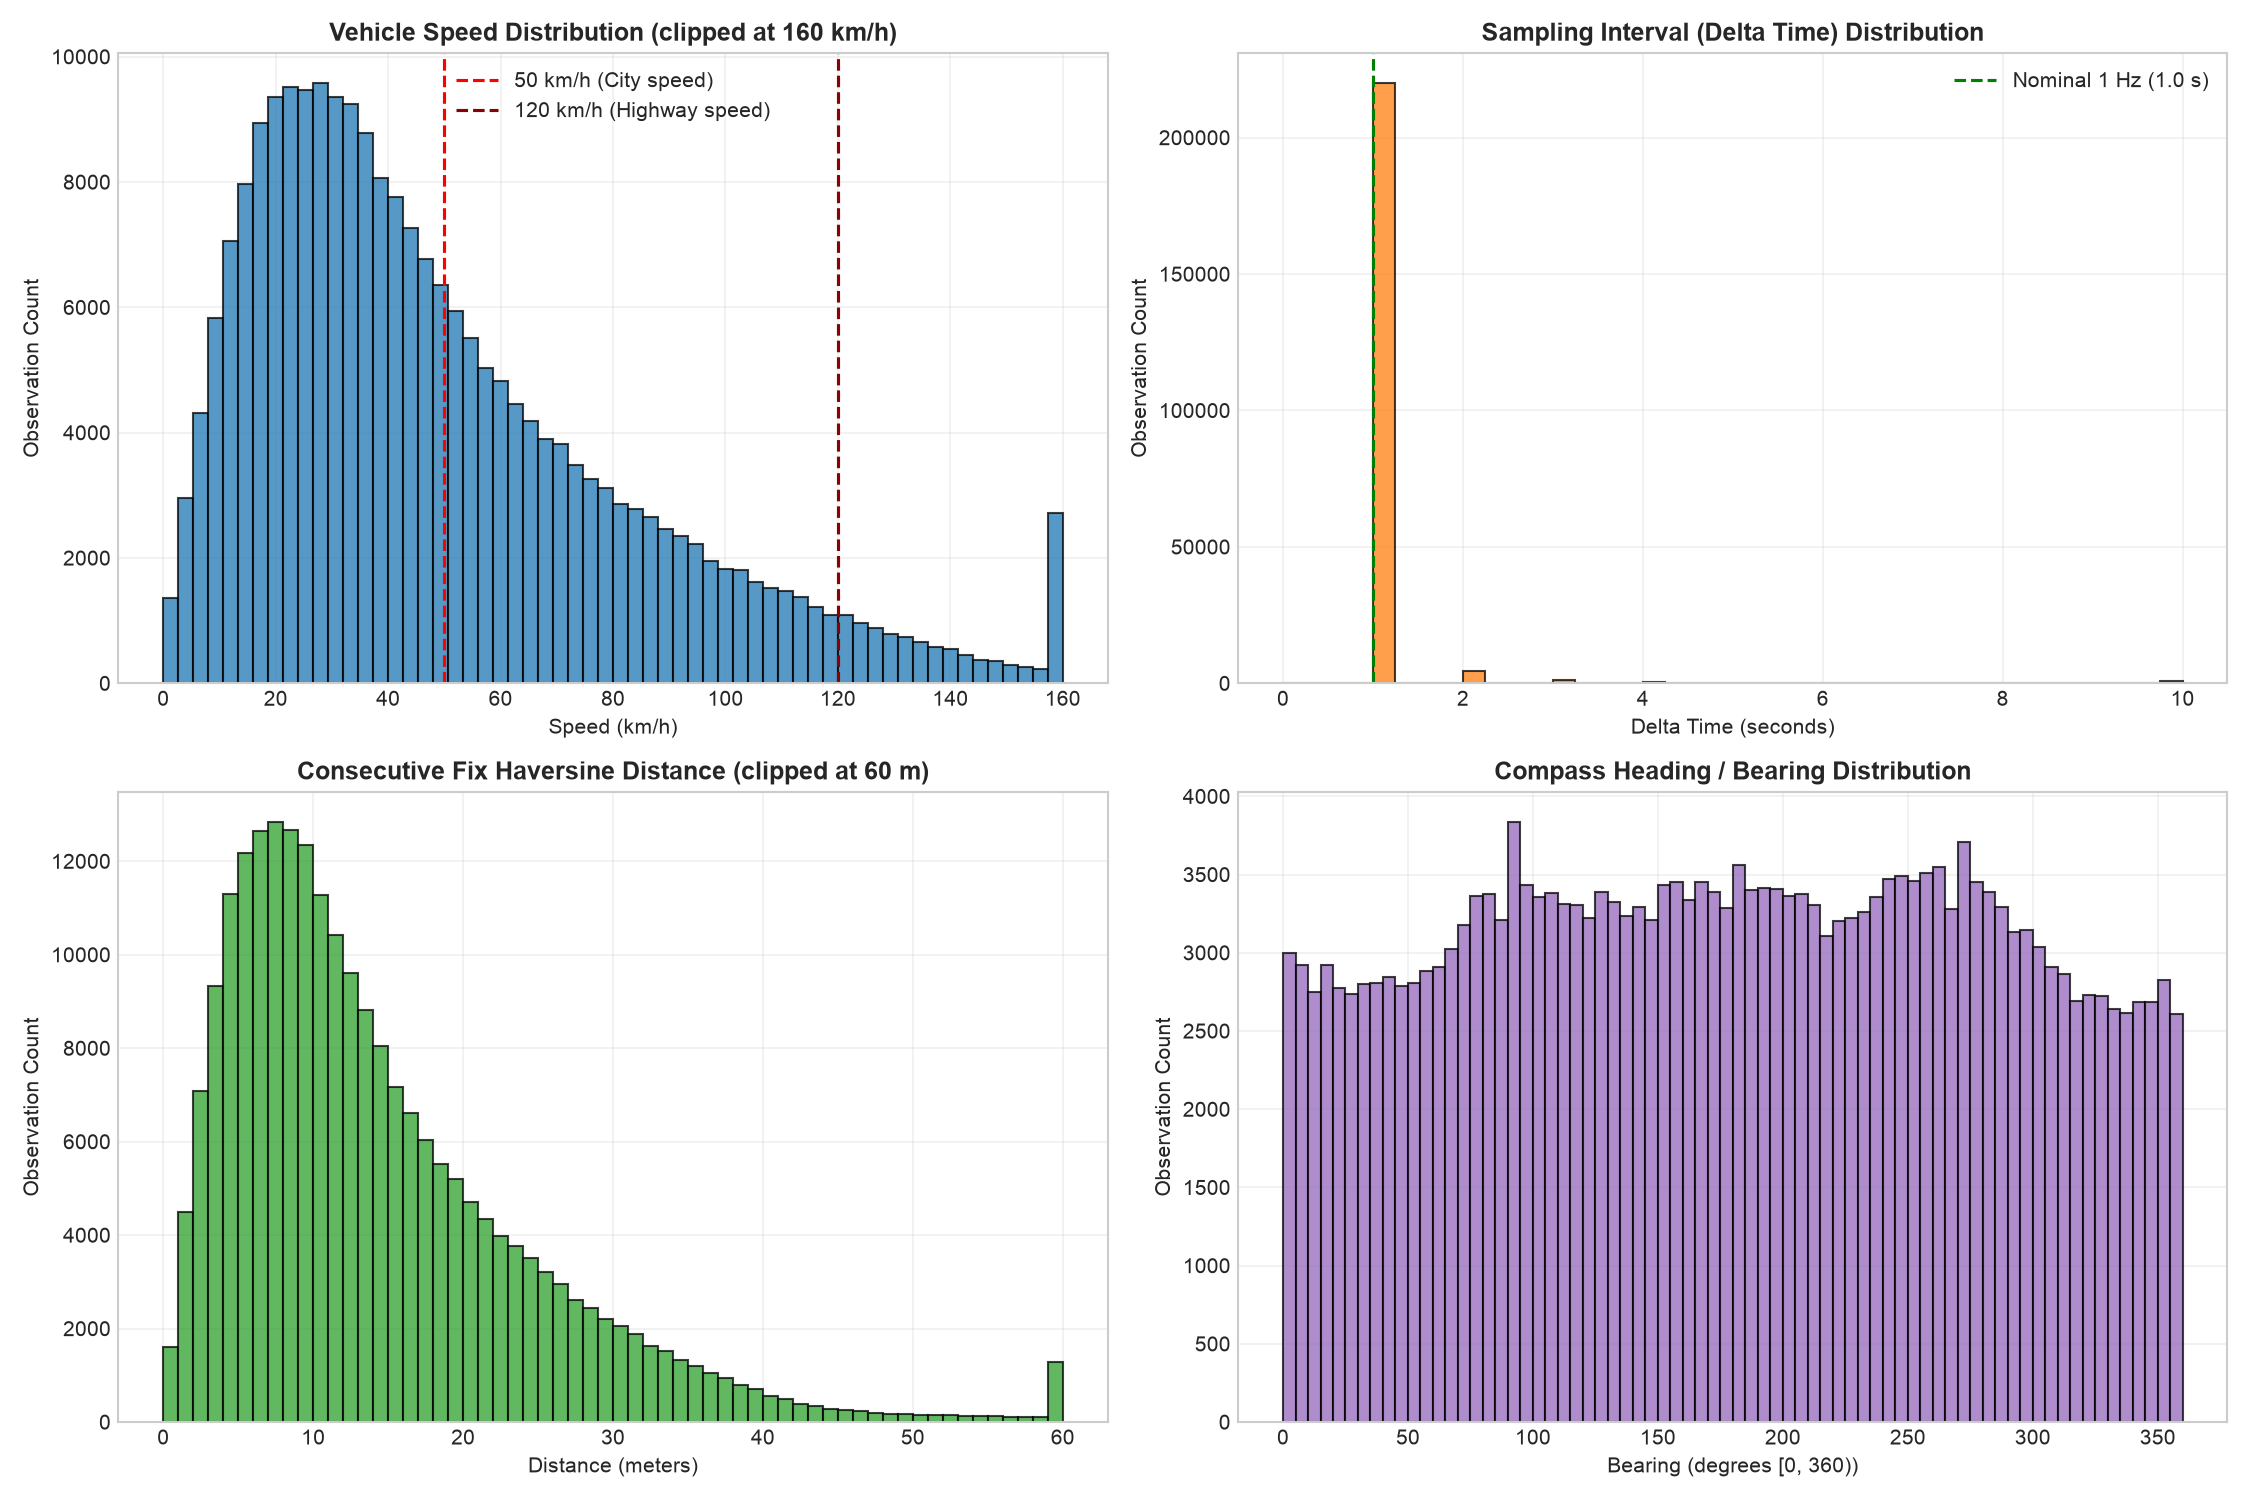 Vehicle Speed Distribution (clipped at 160 km/h)
50 km/h (City speed)
120 km/h (Highway speed)
Observation Count
10000
8000
6000
4000
2000
0
0 20 40 60 80 100 120 140 160
Speed (km/h)
Sampling Interval (Delta Time) Distribution
Nominal 1 Hz (1.0 s)
Observation Count
200000
150000
100000
50000
0
0 2 4 6 8 10
Delta Time (seconds)
Consecutive Fix Haversine Distance (clipped at 60 m)
Observation Count
12000
10000
8000
6000
4000
2000
0
0 10 20 30 40 50 60
Distance (meters)
Compass Heading / Bearing Distribution
Observation Count
4000
3500
3000
2500
2000
1500
1000
500
0
0 50 100 150 200 250 300 350
Bearing (degrees [0, 360))